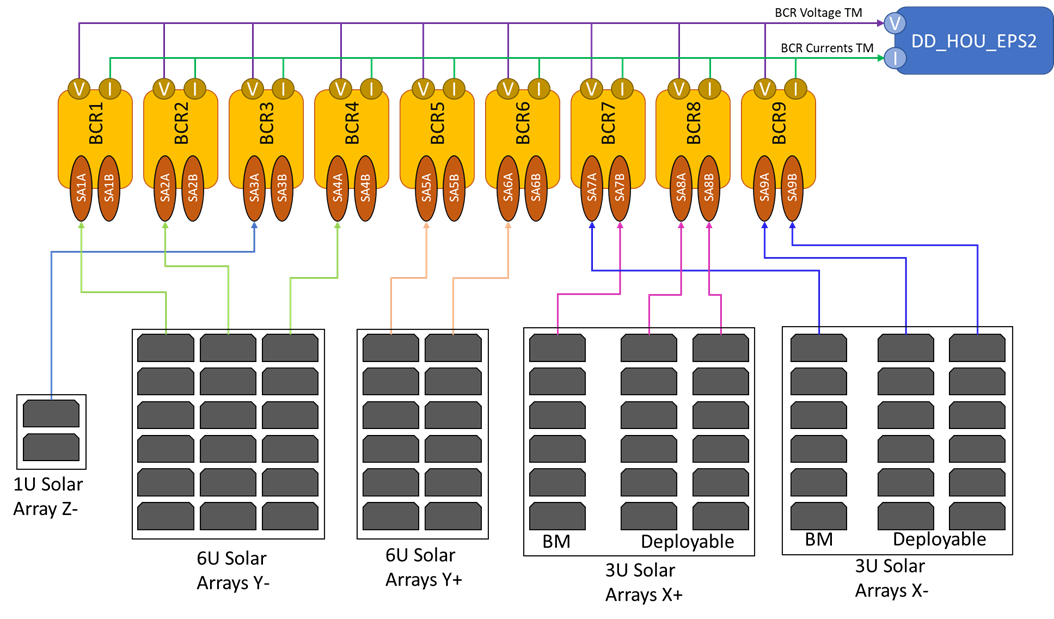 BCR Voltage TM
V
DD_HOU_EPS2
BCR Currents TM
I
V I V I V I V I V I V I V I V I V I
BCR1 BCR2 BCR3 BCR4 BCR5 BCR6 BCR7 BCR8 BCR9
SA1A SA1B SA2A SA2B SA3A SA3B SA4A SA4B SA5A SA5B SA6A SA6B SA7A SA7B SA8A SA8B SA9A SA9B
1U Solar
Array Z-
6U Solar
Arrays Y-
6U Solar
Arrays Y+
BM Deployable
3U Solar
Arrays X+
BM Deployable
3U Solar
Arrays X-